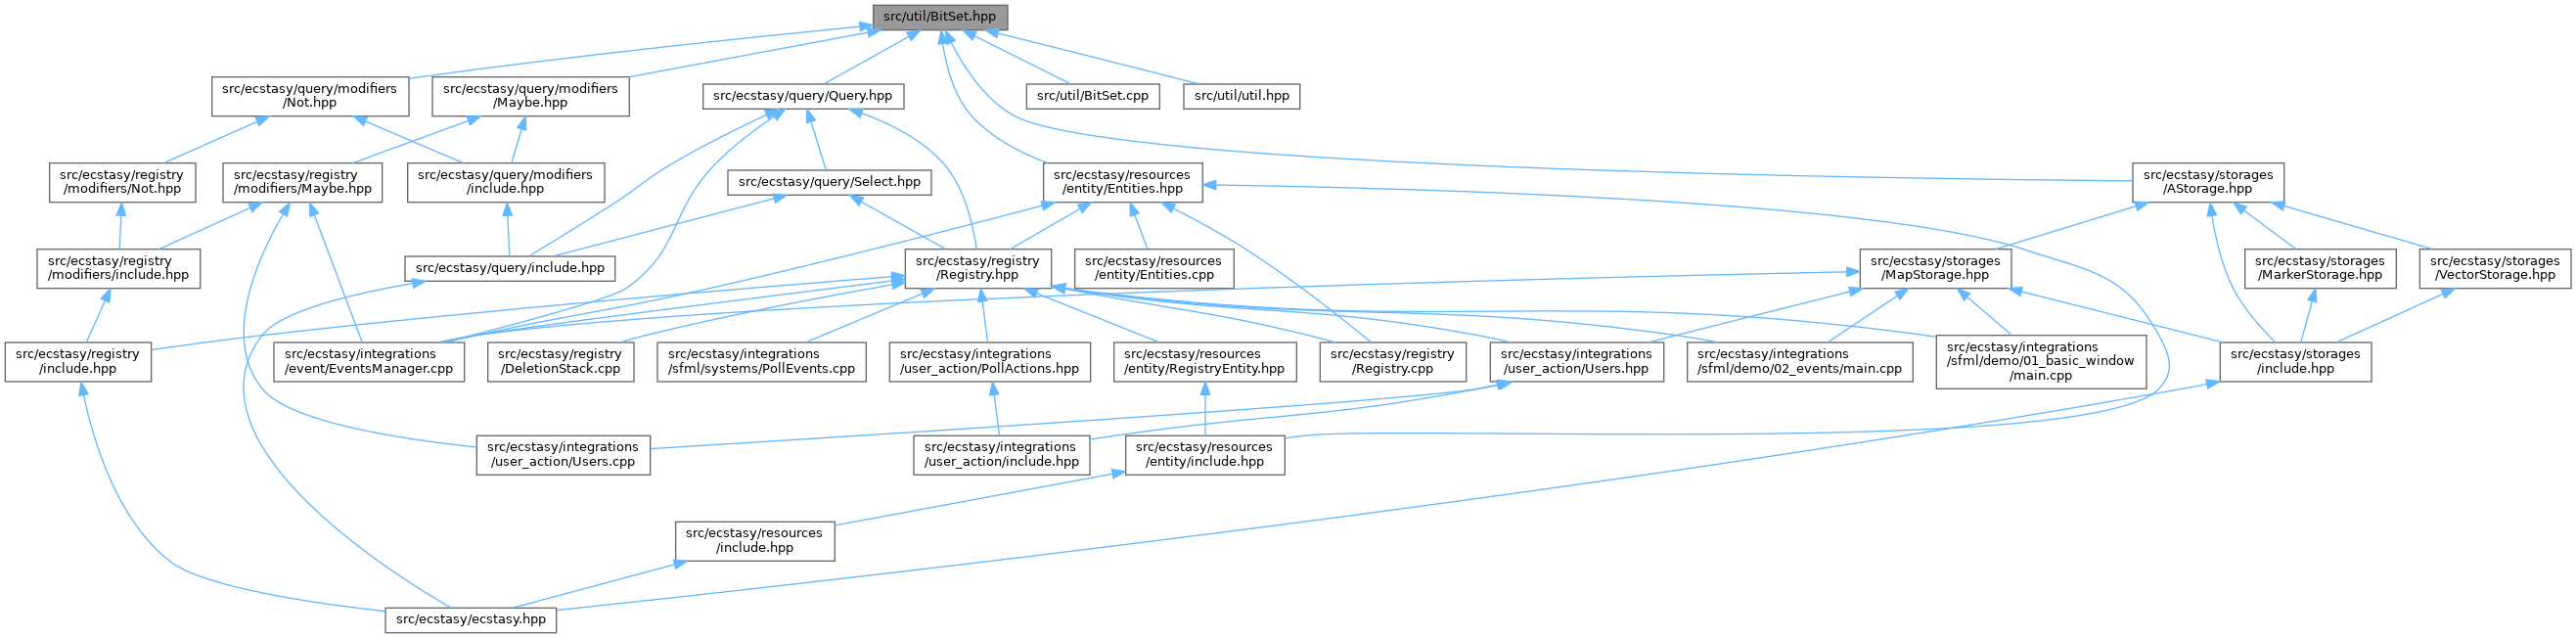 src/util/BitSet.hpp
src/ecstasy/query/modifiers
/Not.hpp
src/ecstasy/query/modifiers
/Maybe.hpp
src/ecstasy/query/Query.hpp
src/util/BitSet.cpp
src/util/util.hpp
src/ecstasy/registry
/modifiers/Not.hpp
src/ecstasy/registry
/modifiers/Maybe.hpp
src/ecstasy/query/modifiers
/include.hpp
src/ecstasy/query/Select.hpp
src/ecstasy/resources
/entity/Entities.hpp
src/ecstasy/storages
/AStorage.hpp
src/ecstasy/registry
/modifiers/include.hpp
src/ecstasy/query/include.hpp
src/ecstasy/registry
/Registry.hpp
src/ecstasy/resources
/entity/Entities.cpp
src/ecstasy/storages
/MapStorage.hpp
src/ecstasy/storages
/MarkerStorage.hpp
src/ecstasy/storages
/VectorStorage.hpp
src/ecstasy/registry
/include.hpp
src/ecstasy/integrations
/event/EventsManager.cpp
src/ecstasy/registry
/DeletionStack.cpp
src/ecstasy/integrations
/sfml/systems/PollEvents.cpp
src/ecstasy/integrations
/user_action/PollActions.hpp
src/ecstasy/resources
/entity/RegistryEntity.hpp
src/ecstasy/registry
/Registry.cpp
src/ecstasy/integrations
/user_action/Users.hpp
src/ecstasy/integrations
/sfml/demo/02_events/main.cpp
src/ecstasy/integrations
/sfml/demo/01_basic_window
/main.cpp
src/ecstasy/storages
/include.hpp
src/ecstasy/integrations
/user_action/Users.cpp
src/ecstasy/integrations
/user_action/include.hpp
src/ecstasy/resources
/entity/include.hpp
src/ecstasy/resources
/include.hpp
src/ecstasy/ecstasy.hpp